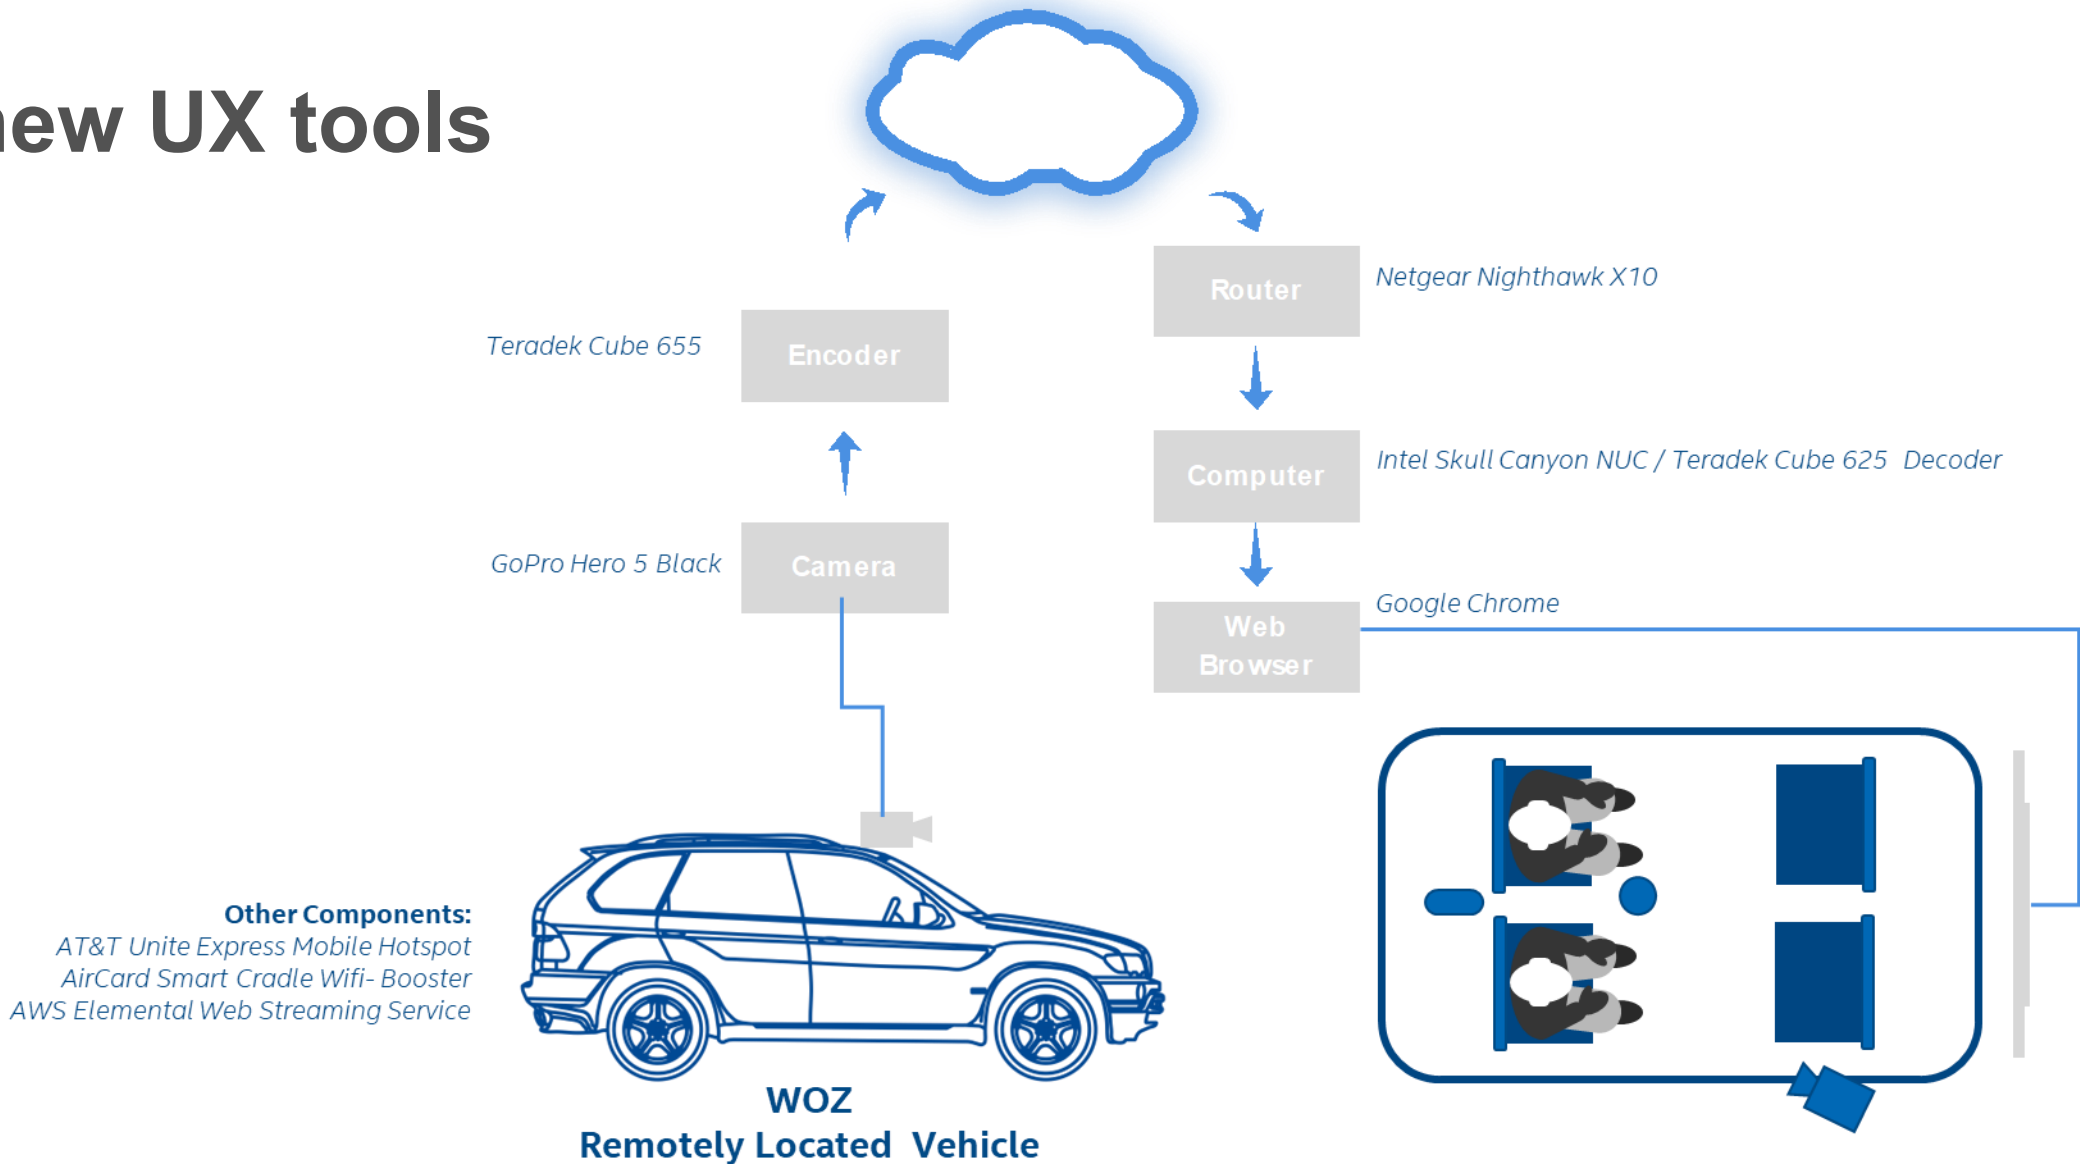 new UX tools
Router
Netgear Nighthawk X10
Teradek Cube 655
Encoder
Computer
Intel Skull Canyon NUC / Teradek Cube 625 Decoder
GoPro Hero 5 Black
Camera
Google Chrome
Web
Browser
Other Components:
AT&T Unite Express Mobile Hotspot
AirCard Smart Cradle Wifi- Booster
AWS Elemental Web Streaming Service
WOZ
Remotely Located Vehicle